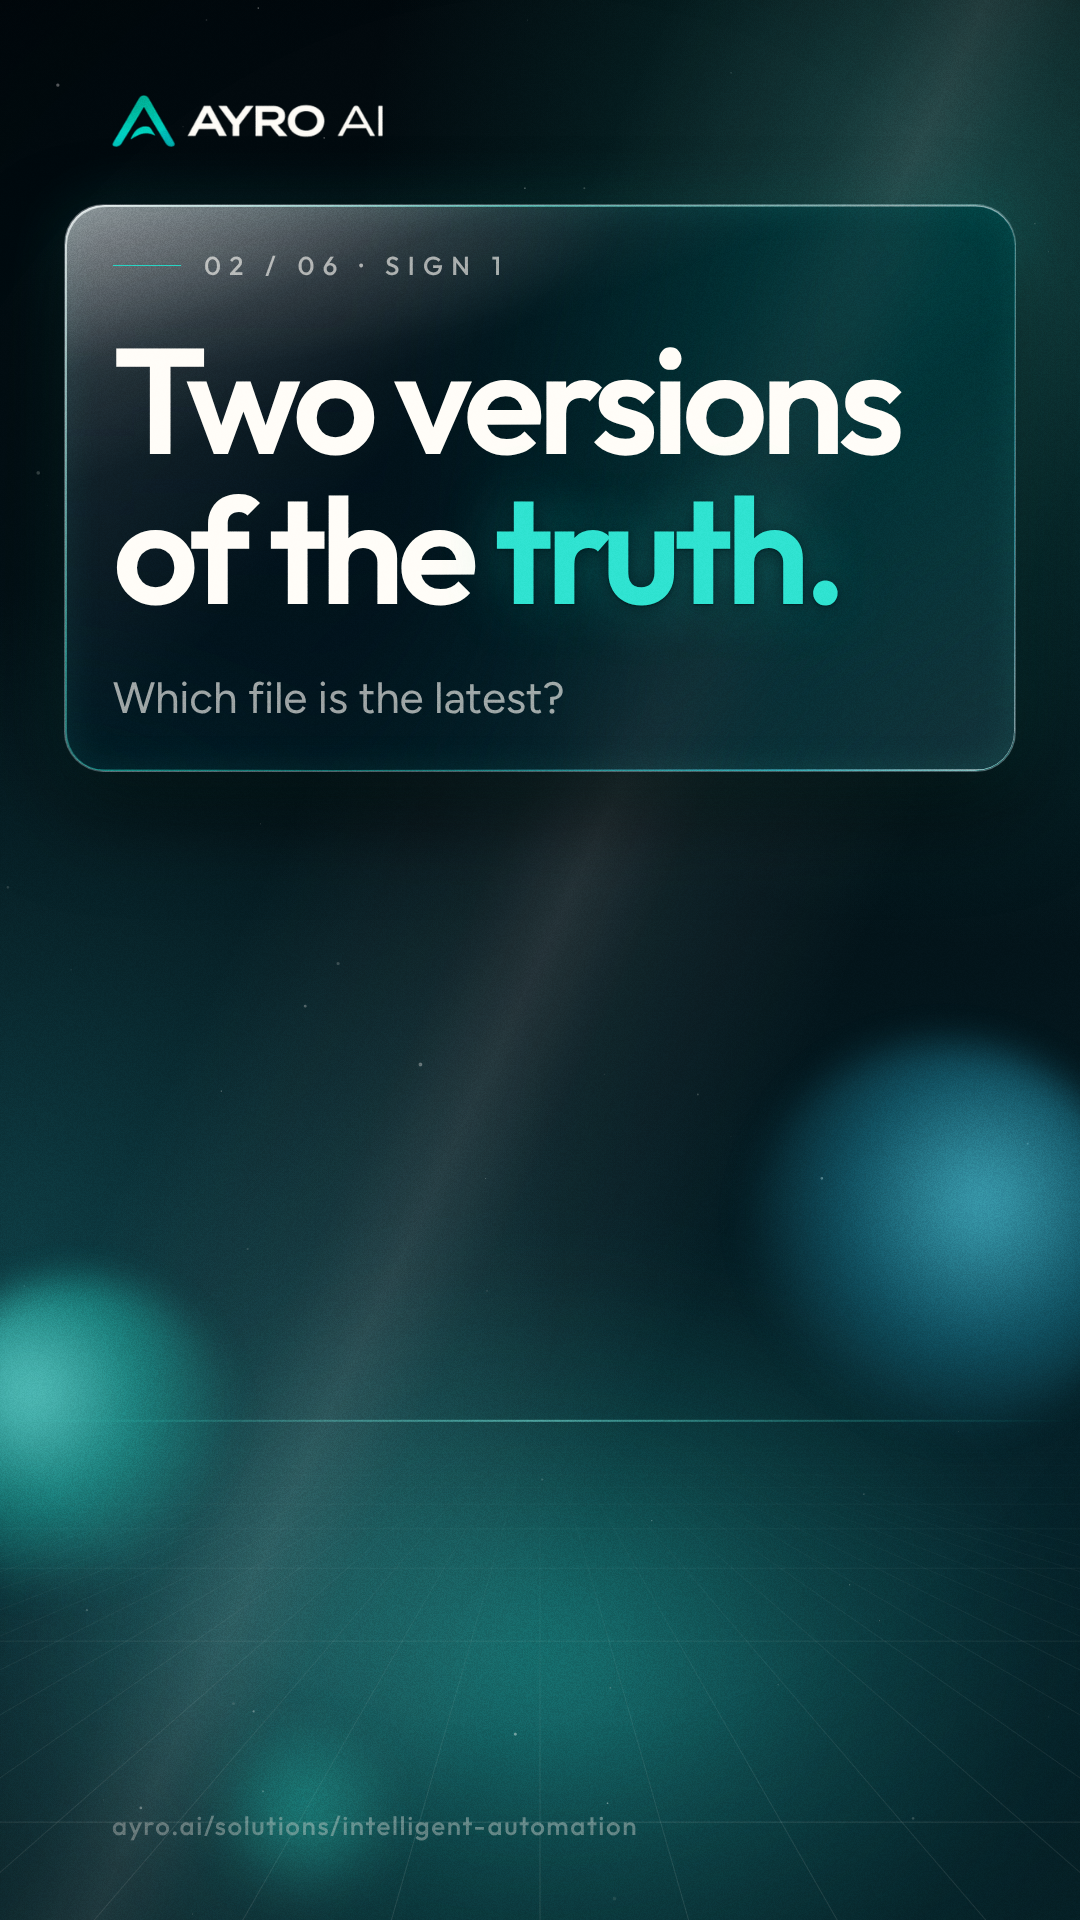 AYRO AI
02 / 06 · SIGN 1
Two versions
of the truth.
Which file is the latest?
ayro.ai/solutions/intelligent-automation